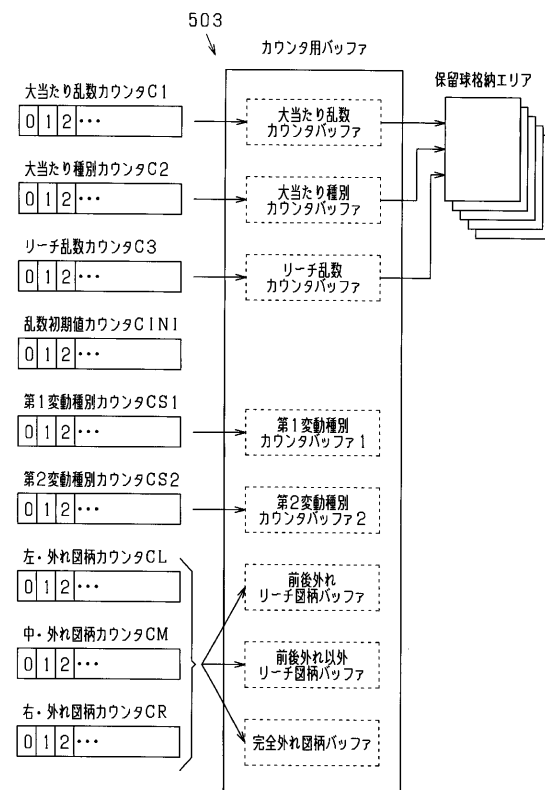 503
カウンタ用バッファ
保留球格納エリア
大当たり乱数カウンタC1
0 1 2 ・・・
大当たり乱数
カウンタバッファ
大当たり種別カウンタC2
0 1 2 ・・・
大当たり種別
カウンタバッファ
リーチ乱数カウンタC3
0 1 2 ・・・
リーチ乱数
カウンタバッファ
乱数初期値カウンタCINI
0 1 2 ・・・
第1変動種別カウンタCS1
0 1 2 ・・・
第1変動種別
カウンタバッファ1
第2変動種別カウンタCS2
0 1 2 ・・・
第2変動種別
カウンタバッファ2
左・外れ図柄カウンタCL
0 1 2 ・・・
前後外れ
リーチ図柄バッファ
中・外れ図柄カウンタCM
0 1 2 ・・・
前後外れ以外
リーチ図柄バッファ
右・外れ図柄カウンタCR
0 1 2 ・・・
完全外れ図柄バッファ